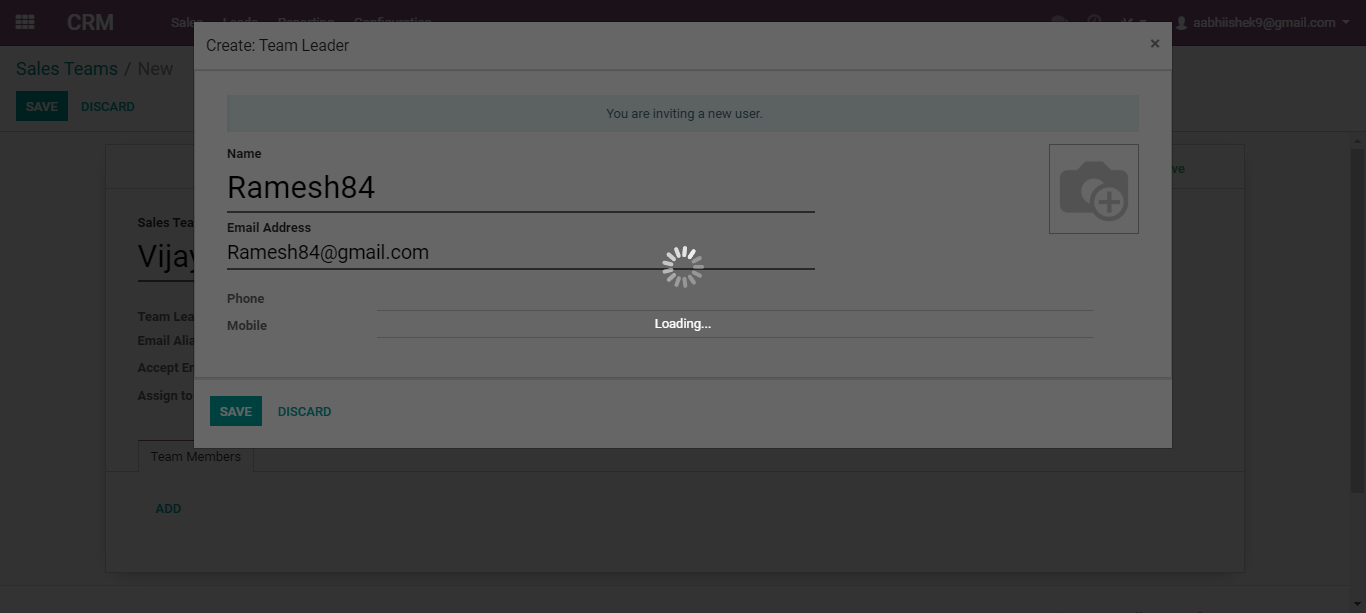 CRM Sales Leads Reporting Configuration aabhiishek9@gmail.com
Create: Team Leader ×
Sales Teams / New
SAVE DISCARD
You are inviting a new user.
Name
Ramesh84
Sales Tea
Email Address
Vijay
Ramesh84@gmail.com
Phone
Team Lea
Loading...
Mobile
Email Alia
Accept En
Assign to
SAVE DISCARD
Team Members
ADD